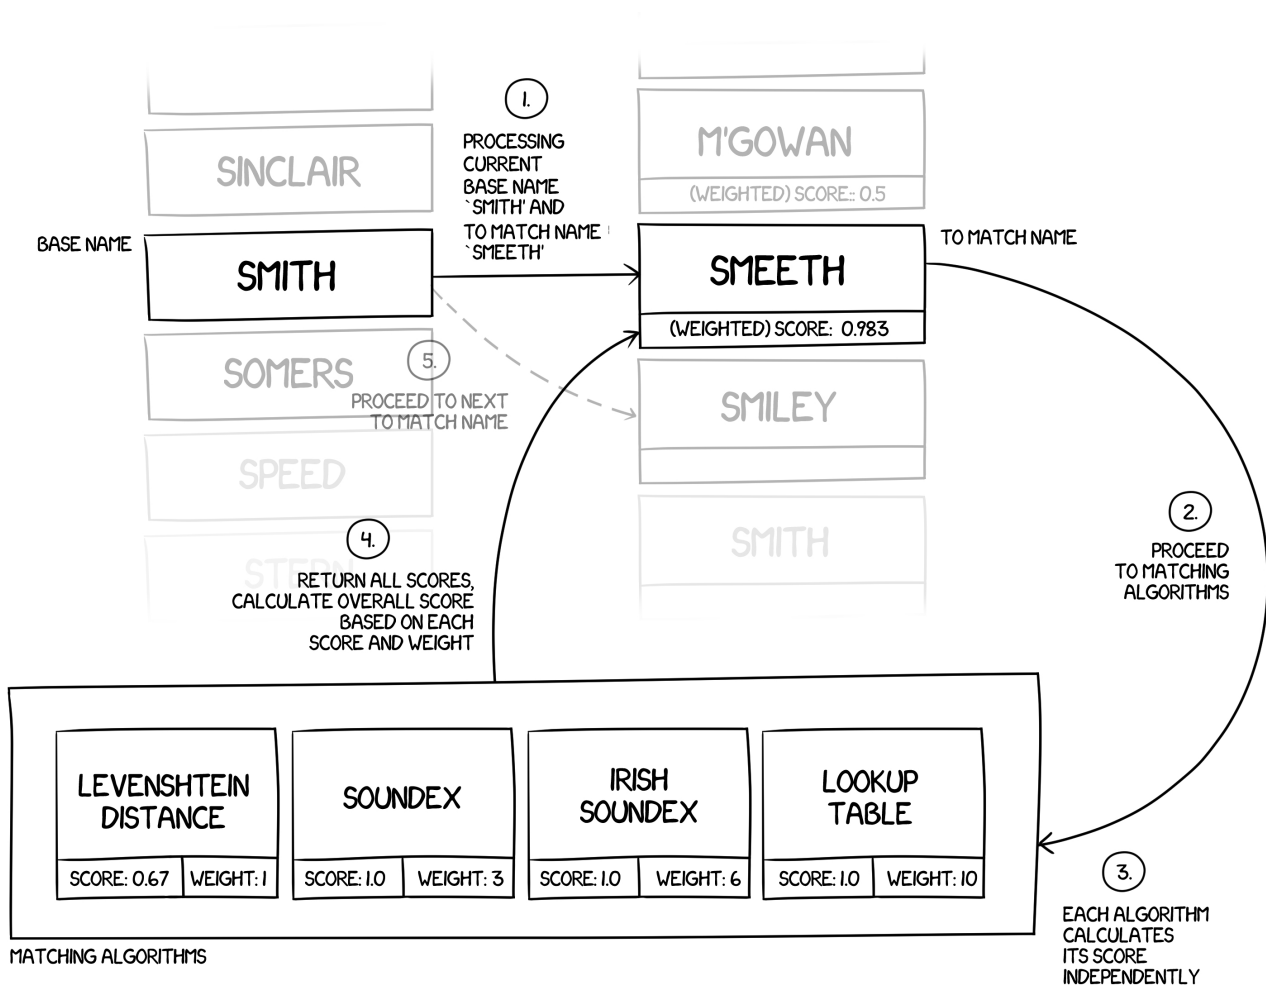 1.
PROCESSING
CURRENT
BASE NAME
`SMITH' AND
TO MATCH NAME
`SMEETH'
SINCLAIR
M'GOWAN
(WEIGHTED) SCORE:: 0.5
BASE NAME
SMITH
SMEETH
(WEIGHTED) SCORE: 0.983
TO MATCH NAME
SOMERS
5.
PROCEED TO NEXT
TO MATCH NAME
SMILEY
SPEED
SMITH
STERN
2.
PROCEED
TO MATCHING
ALGORITHMS
4.
RETURN ALL SCORES,
CALCULATE OVERALL SCORE
BASED ON EACH
SCORE AND WEIGHT
LEVENSHTEIN
DISTANCE
SCORE: 0.67 WEIGHT: 1
SOUNDEX
SCORE: 1.0 WEIGHT: 3
IRISH
SOUNDEX
SCORE: 1.0 WEIGHT: 6
LOOKUP
TABLE
SCORE: 1.0 WEIGHT: 10
MATCHING ALGORITHMS
3.
EACH ALGORITHM
CALCULATES
ITS SCORE
INDEPENDENTLY